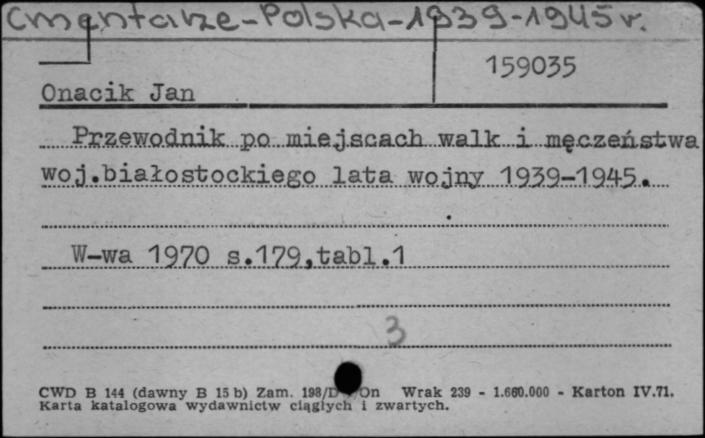 Cmentarze-Polska-1939-1945 r.
159035
Onacik Jan
Przewodnik po miejscach walk i męczeństwa
woj.białostockiego lata wojny 1939-1945.
W-wa 1970 s.179,tabl.1
3
CWD B 144 (dawny B 15 b) Zam. 198/D On Wrak 239 - 1.660.000 - Karton IV.71.
Karta katalogowa wydawnictw ciągłych i zwartych.